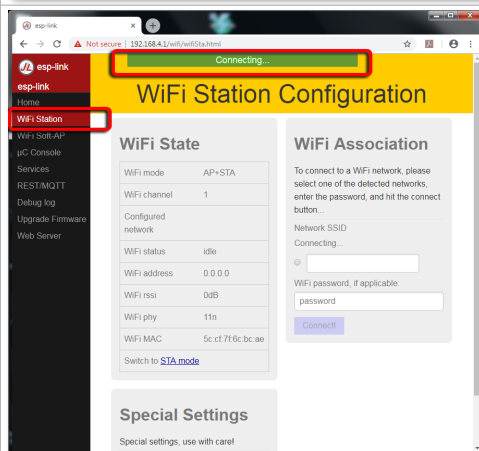 esp-link
Not secure | 192.168.4.1/wifi/wifiSta.html
esp-link
esp-link
Home
WiFi Station
WiFi Soft-AP
µC Console
Services
REST/MQTT
Debug log
Upgrade Firmware
Web Server
Connecting...
WiFi Station Configuration
WiFi State
WiFi mode AP+STA
WiFi channel 1
Configured
network
WiFi status idle
WiFi address 0.0.0.0
WiFi rssi 0dB
WiFi phy 11n
WiFi MAC 5c:cf:7f:6c:bc:ae
Switch to STA mode
WiFi Association
To connect to a WiFi network, please
select one of the detected networks,
enter the password, and hit the connect
button...
Network SSID
Connecting...
WiFi password, if applicable:
password
Connect!
Special Settings
Special settings, use with care!